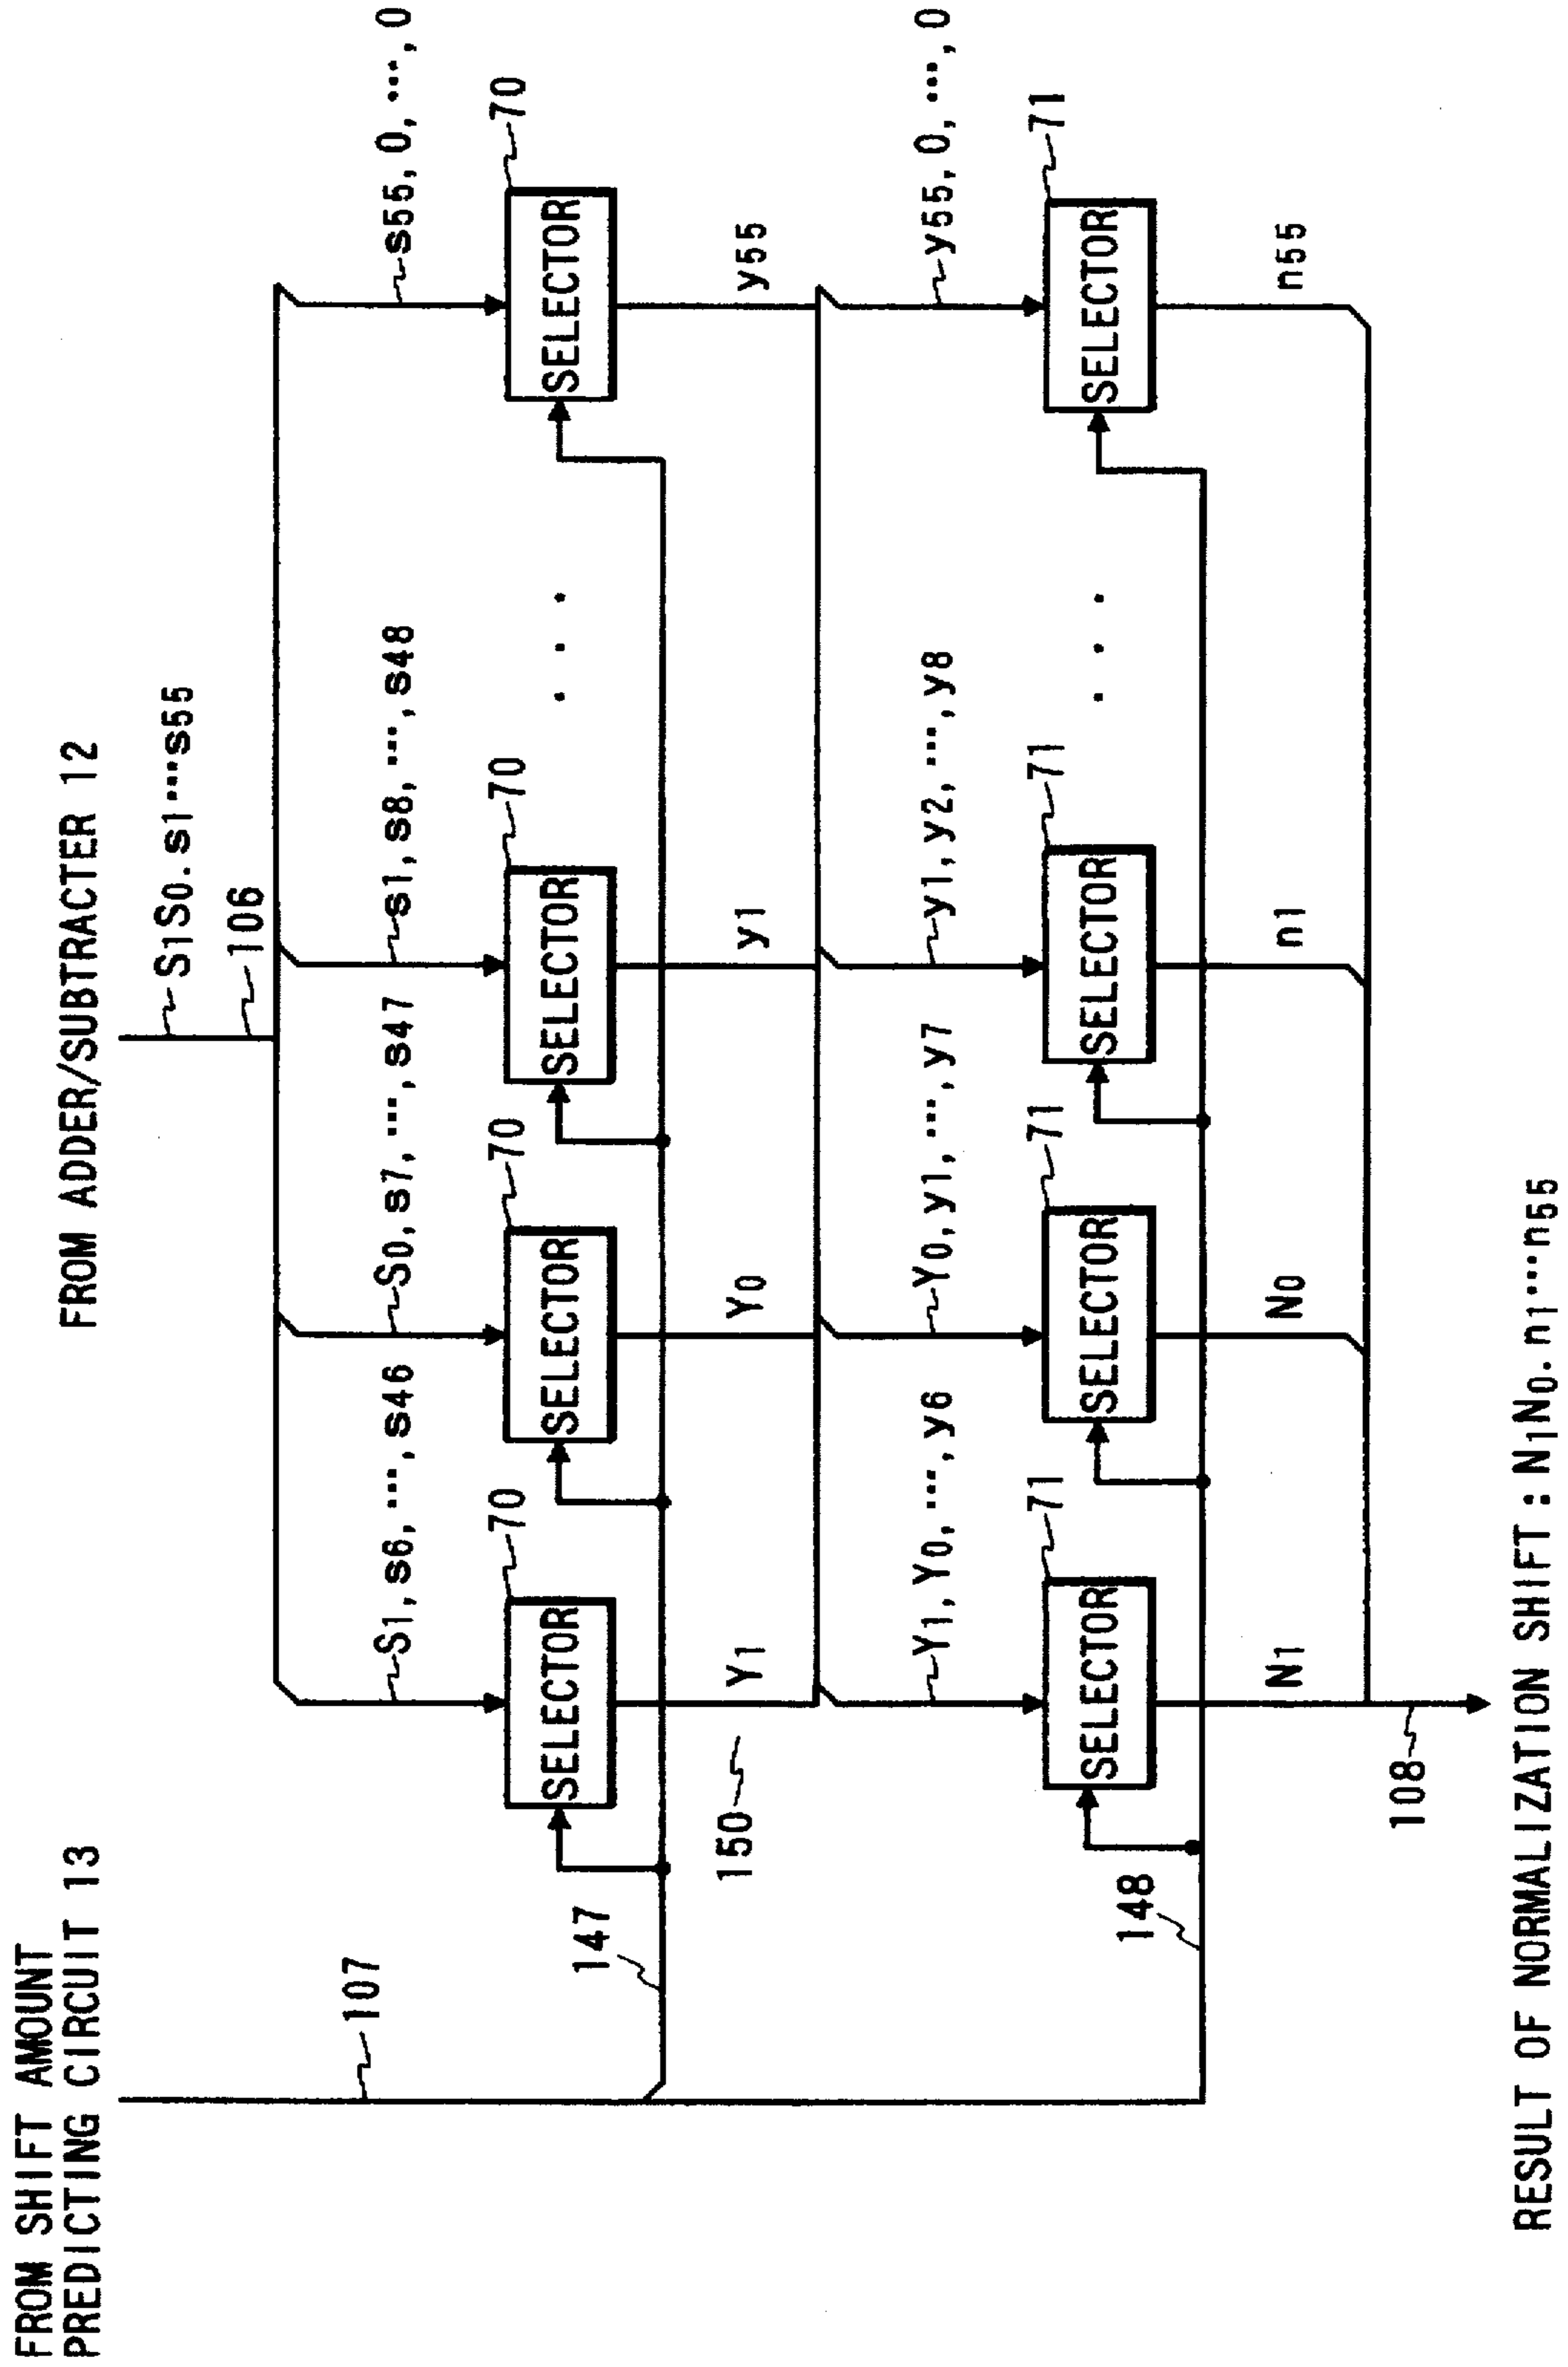 FROM SHIFT AMOUNT
PREDICTING CIRCUIT 13
FROM ADDER/SUBTRACTER 12
S1S0.s1···s55
106
107
S1,s6,···,s46
S0,s7,···,s47
s1,s8,···,s48
s55,0,···,0
70
70
70
70
SELECTOR
SELECTOR
SELECTOR
SELECTOR
···
147
150
Y1
Y0
y1
y55
Y1,Y0,···,y6
Y0,y1,···,y7
y1,y2,···,y8
y55,0,···,0
71
71
71
71
SELECTOR
SELECTOR
SELECTOR
SELECTOR
···
148
N1
N0
n1
n55
108
RESULT OF NORMALIZATION SHIFT:N1N0.n1···n55